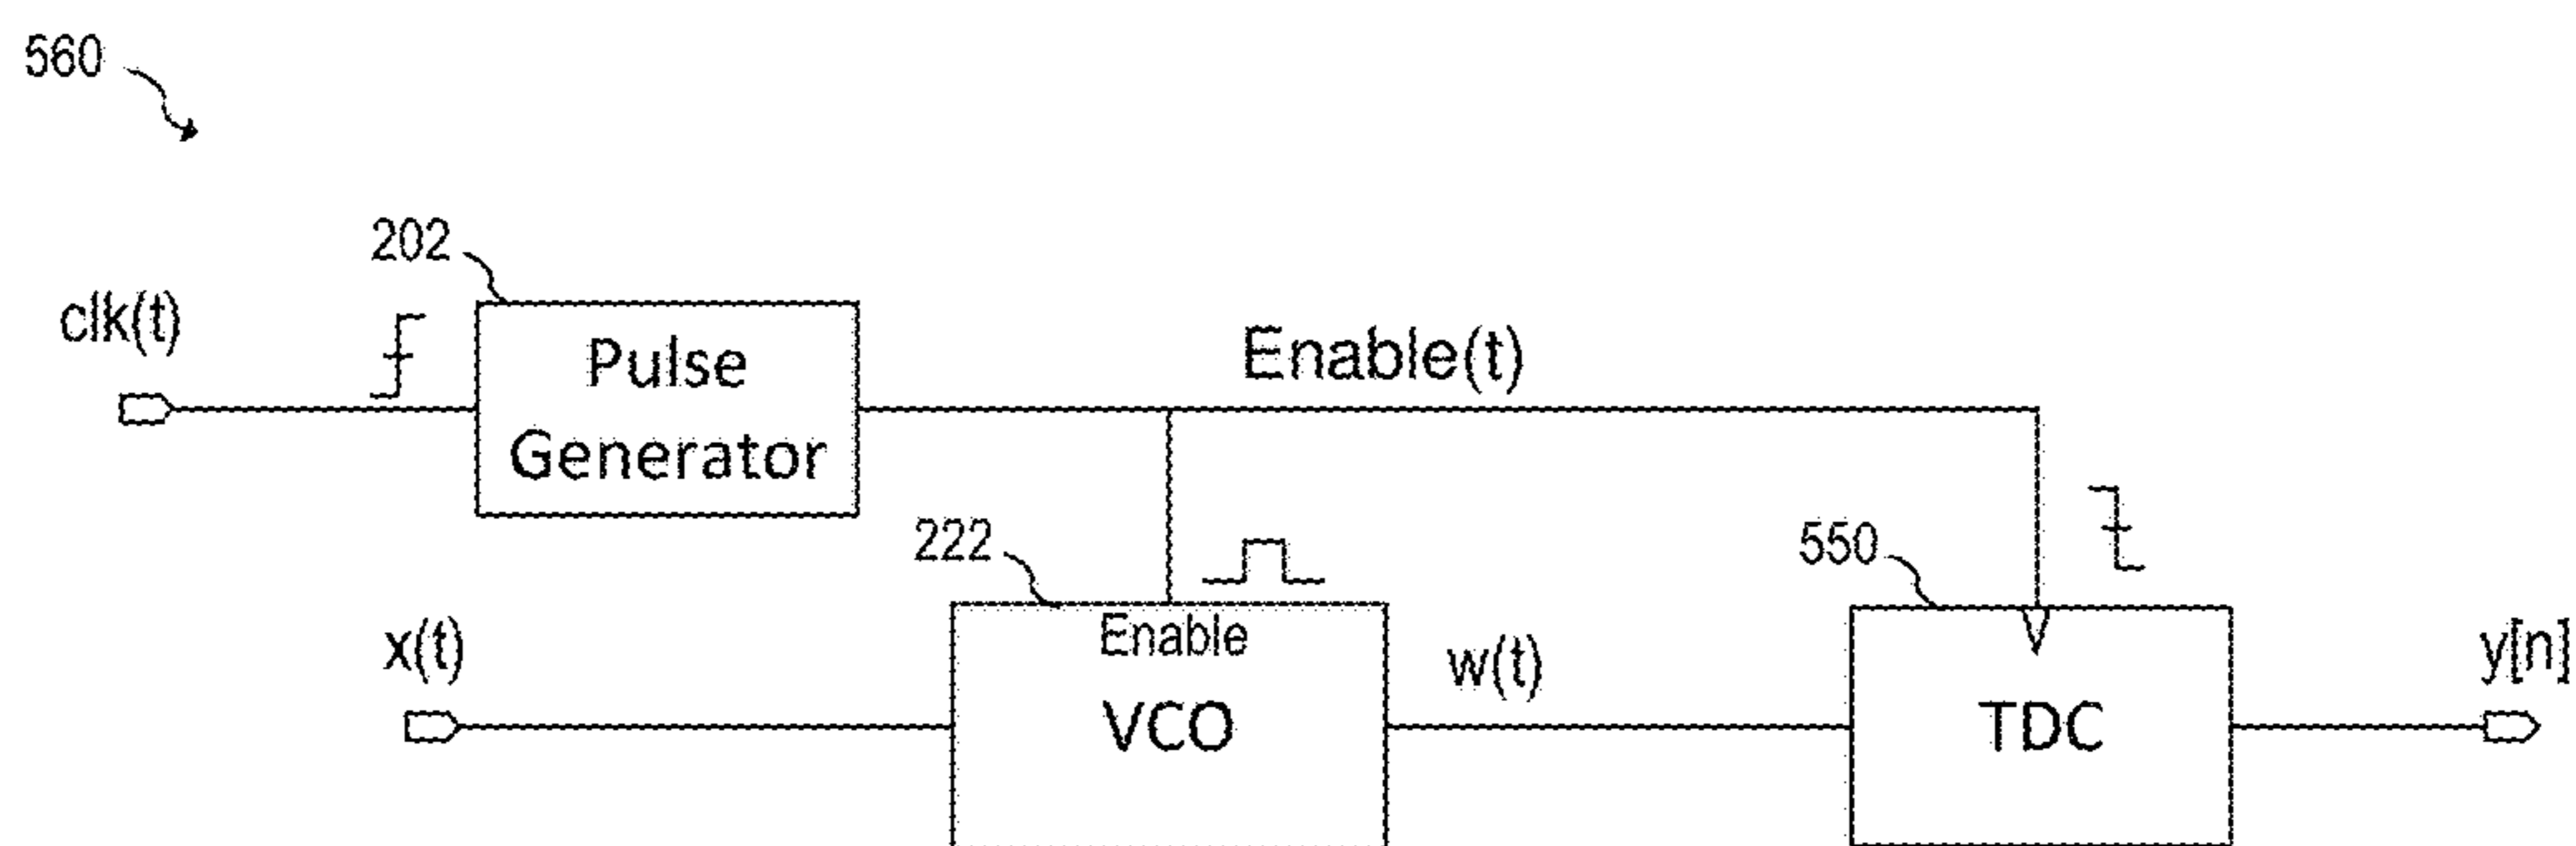 560
202
clk(t)
Pulse
Generator
Enable(t)
222
550
x(t)
Enable
VCO
w(t)
TDC
y[n]